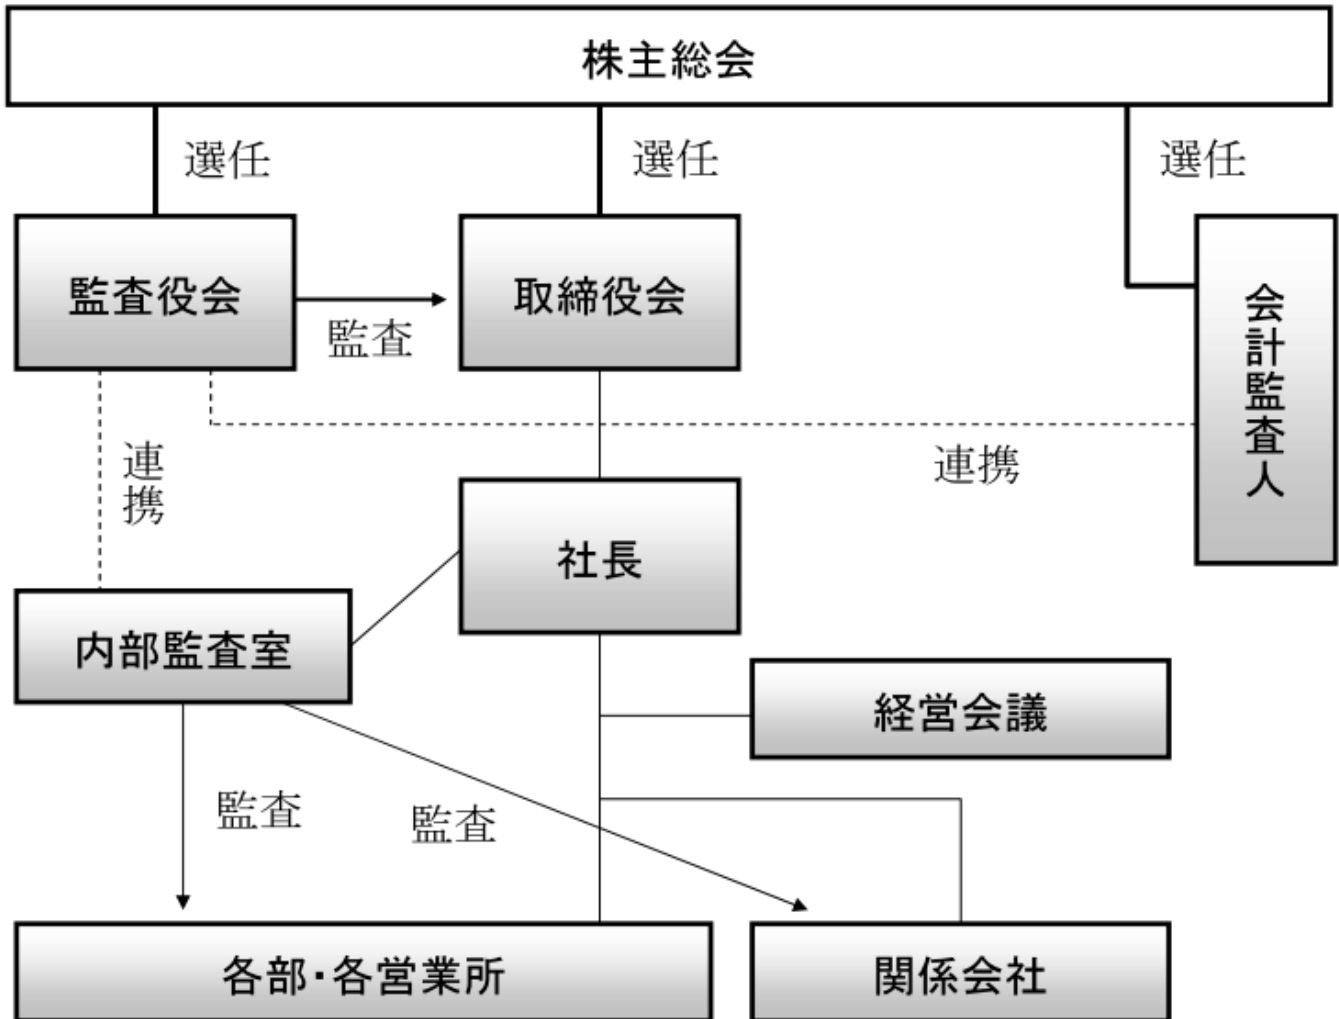 株主総会
選任
選任
選任
監査役会
監査
取締役会
会計監査人
連携
連携
社長
内部監査室
経営会議
監査
監査
各部・各営業所
関係会社